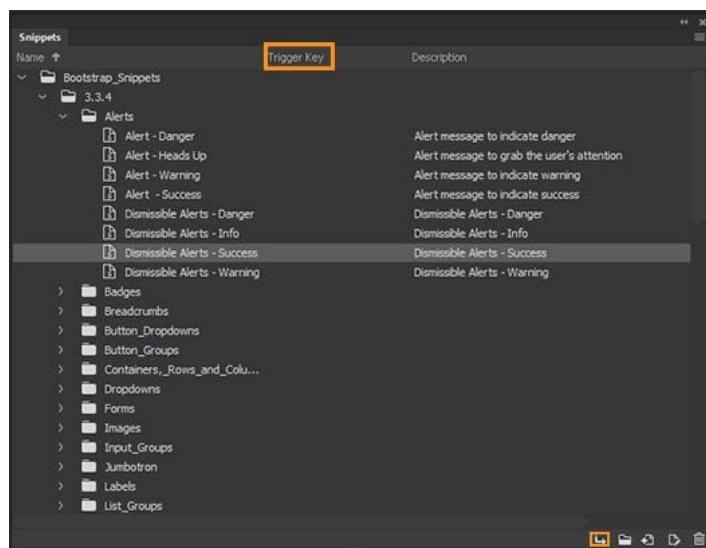 Snippets
Name Trigger Key Description
Bootstrap_Snippets
3.3.4
Alerts
Alert - Danger Alert message to indicate danger
Alert - Heads Up Alert message to grab the user's attention
Alert - Warning Alert message to indicate warning
Alert - Success Alert message to indicate success
Dismissible Alerts - Danger Dismissible Alerts - Danger
Dismissible Alerts - Info Dismissible Alerts - Info
Dismissible Alerts - Success Dismissible Alerts - Success
Dismissible Alerts - Warning Dismissible Alerts - Warning
Badges
Breadcrumbs
Button_Dropdowns
Button_Groups
Containers,_Rows_and_Colu...
Dropdowns
Forms
Images
Input_Groups
Jumbotron
Labels
List_Groups